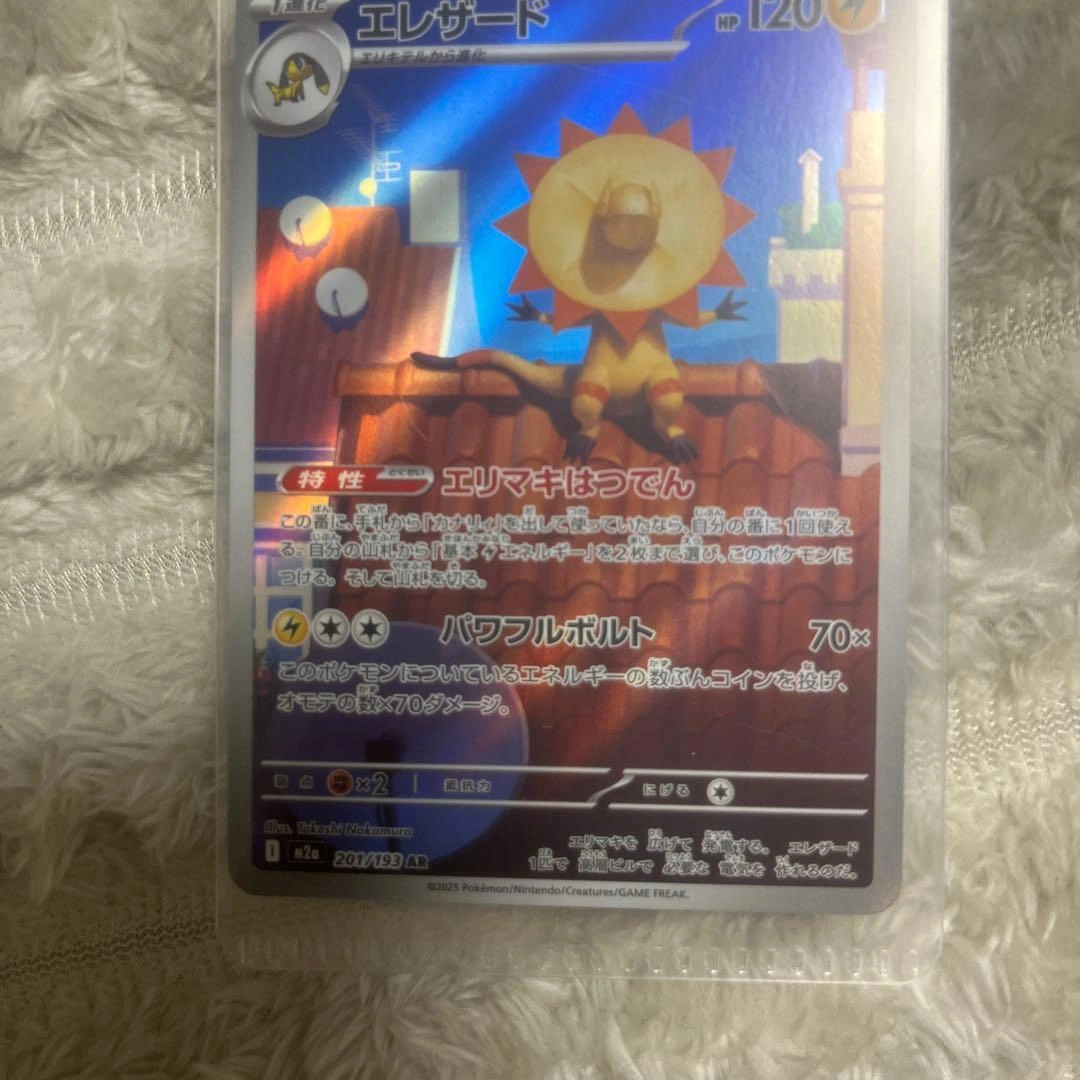 1進化
エレザード
HP 120
エリキテルから進化
特性 とくせい エリマキはつでん
この番に、手札から「カナリィ」を出して使っていたなら、自分の番に1回使え
る。自分の山札から「基本エネルギー」を2枚まで選び、このポケモンに
つける。そして山札を切る。
パワフルボルト 70×
このポケモンについているエネルギーの数ぶんコインを投げ、
オモテの数×70ダメージ。
弱点 ×2 抵抗力 にげる
illus. Takeshi Nakamura
I M2a 201/193 AR
エリマキを 広げて 発電する。 エレザード
1匹で 高層ビルで 必要な 電気を 作れるのだ。
©2025 Pokémon/Nintendo/Creatures/GAME FREAK.